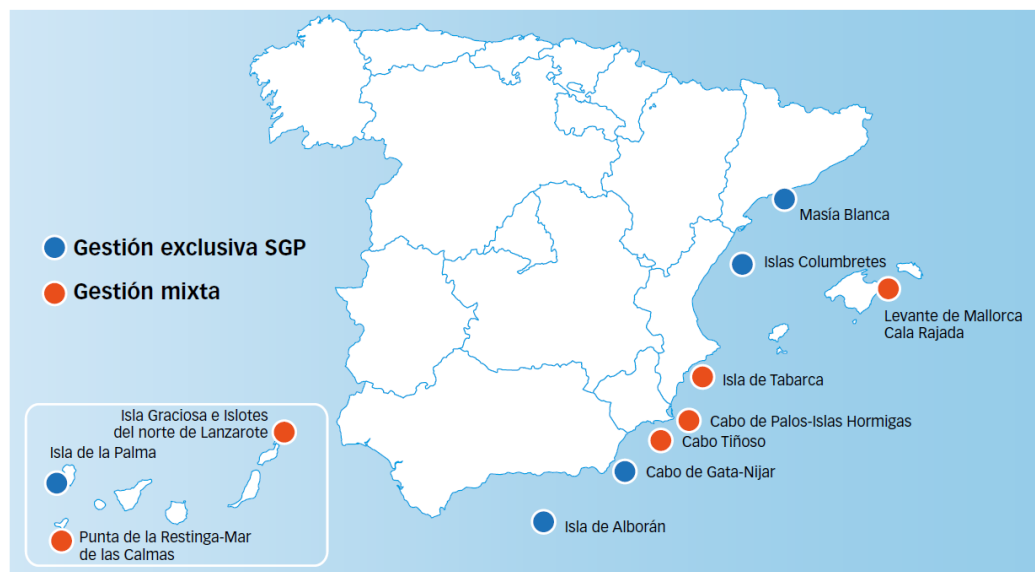 Gestión exclusiva SGP
Gestión mixta
Masía Blanca
Islas Columbretes
Levante de Mallorca
Cala Rajada
Isla de Tabarca
Cabo de Palos-Islas Hormigas
Cabo Tiñoso
Cabo de Gata-Nijar
Isla de Alborán
Isla Graciosa e Islotes
del norte de Lanzarote
Isla de la Palma
Punta de la Restinga-Mar
de las Calmas